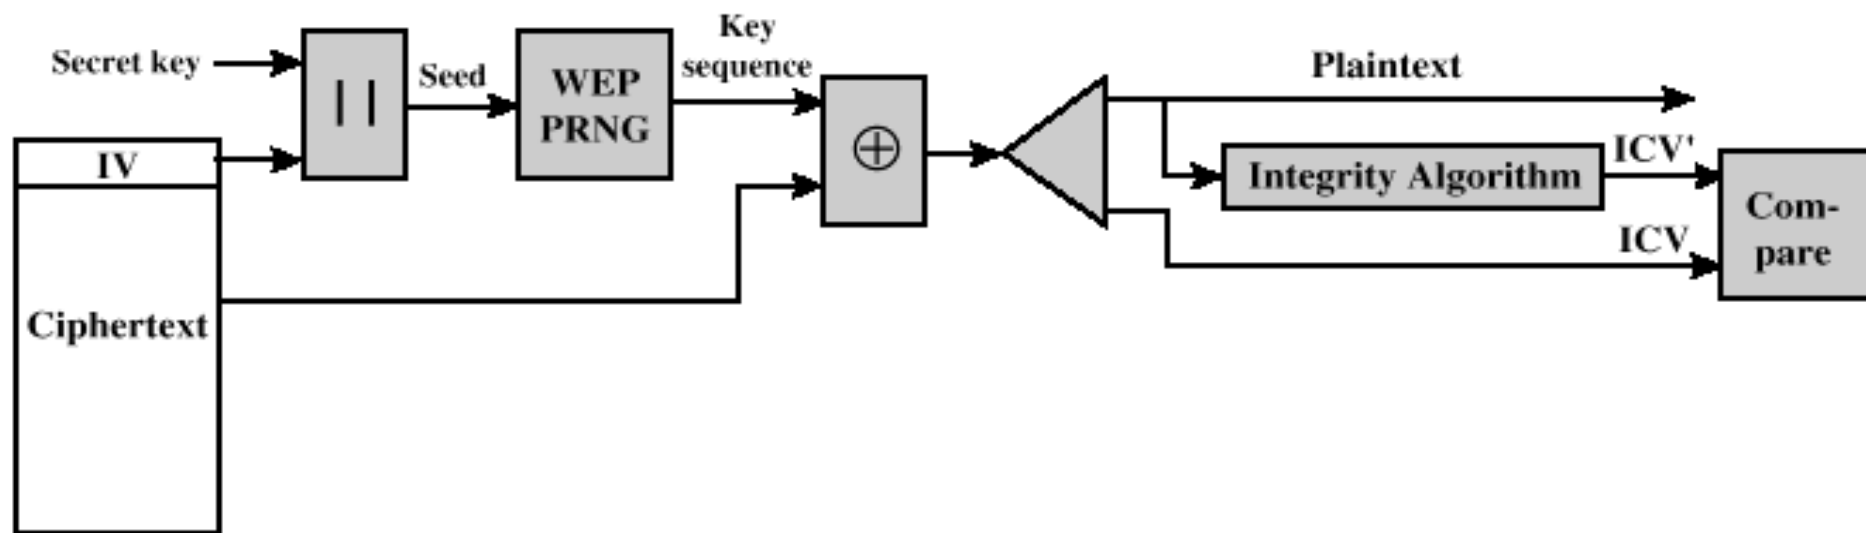 Key
sequence
Secret key
| |
Seed
WEP
PRNG
Plaintext
IV
⊕
Integrity Algorithm
ICV'
Com-
pare
ICV
Ciphertext